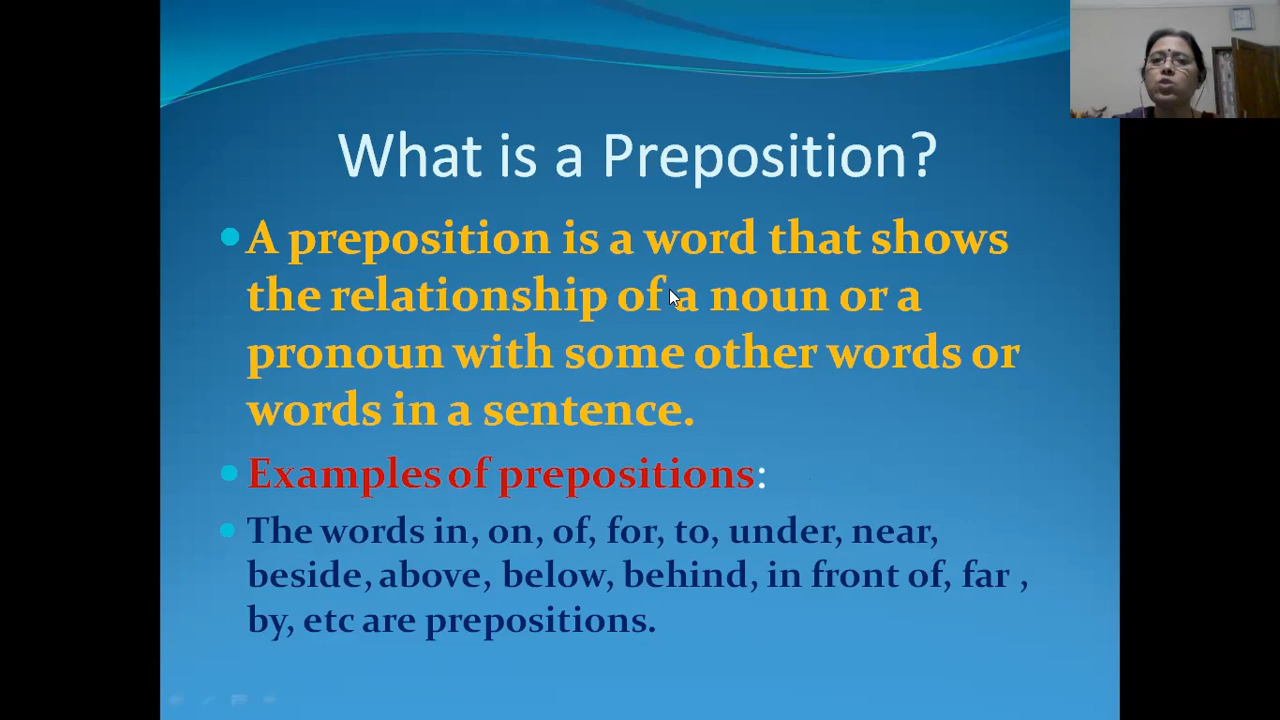 What is a Preposition?
A preposition is a word that shows
the relationship of a noun or a
pronoun with some other words or
words in a sentence.
Examples of prepositions:
The words in, on, of, for, to, under, near,
beside, above, below, behind, in front of, far ,
by, etc are prepositions.